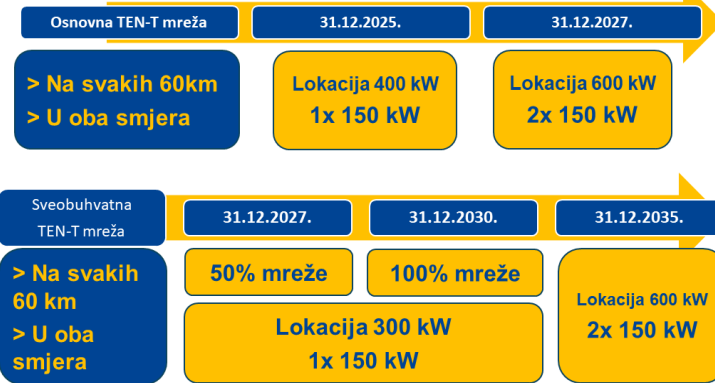 Osnovna TEN-T mreža
31.12.2025.
31.12.2027.
> Na svakih 60km
> U oba smjera
Lokacija 400 kW
1x 150 kW
Lokacija 600 kW
2x 150 kW
Sveobuhvatna
TEN-T mreža
31.12.2027.
31.12.2030.
31.12.2035.
> Na svakih
60 km
> U oba
smjera
50% mreže
100% mreže
Lokacija 300 kW
1x 150 kW
Lokacija 600 kW
2x 150 kW